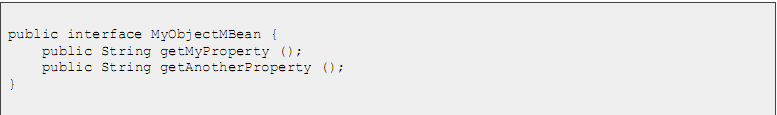 public interface MyObjectMBean {
    public String getMyProperty ();
    public String getAnotherProperty ();
}